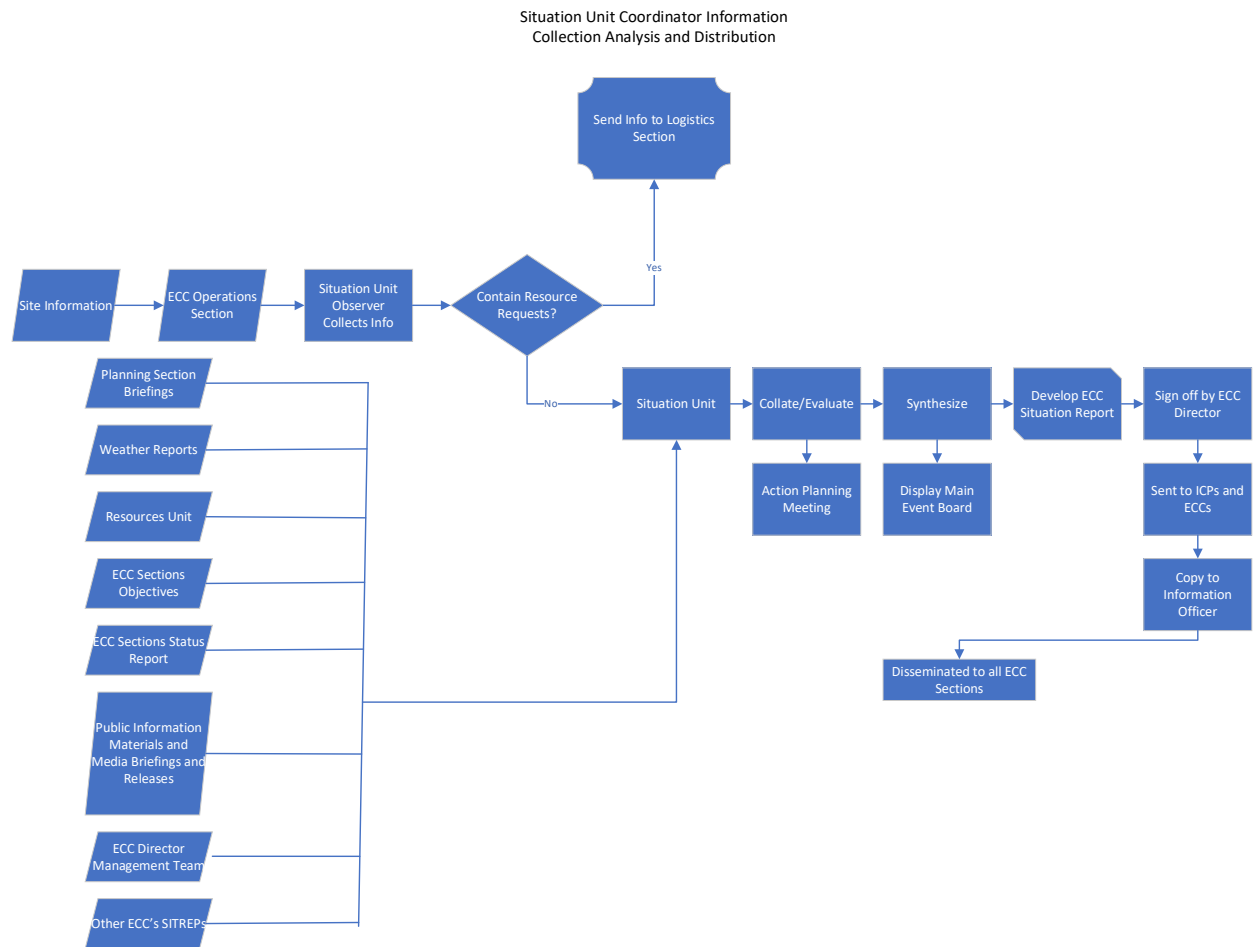 Situation Unit Coordinator Information
Collection Analysis and Distribution
Send Info to Logistics
Section
Yes
Site Information
ECC Operations
Section
Situation Unit
Observer
Collects Info
Contain Resource
Requests?
No
Planning Section
Briefings
Weather Reports
Resources Unit
ECC Sections
Objectives
ECC Sections Status
Report
Public Information
Materials and
Media Briefings and
Releases
ECC Director
Management Team
Other ECC’s SITREPs
Situation Unit
Collate/Evaluate
Synthesize
Develop ECC
Situation Report
Sign off by ECC
Director
Action Planning
Meeting
Display Main
Event Board
Sent to ICPs and
ECCs
Copy to
Information
Officer
Disseminated to all ECC
Sections